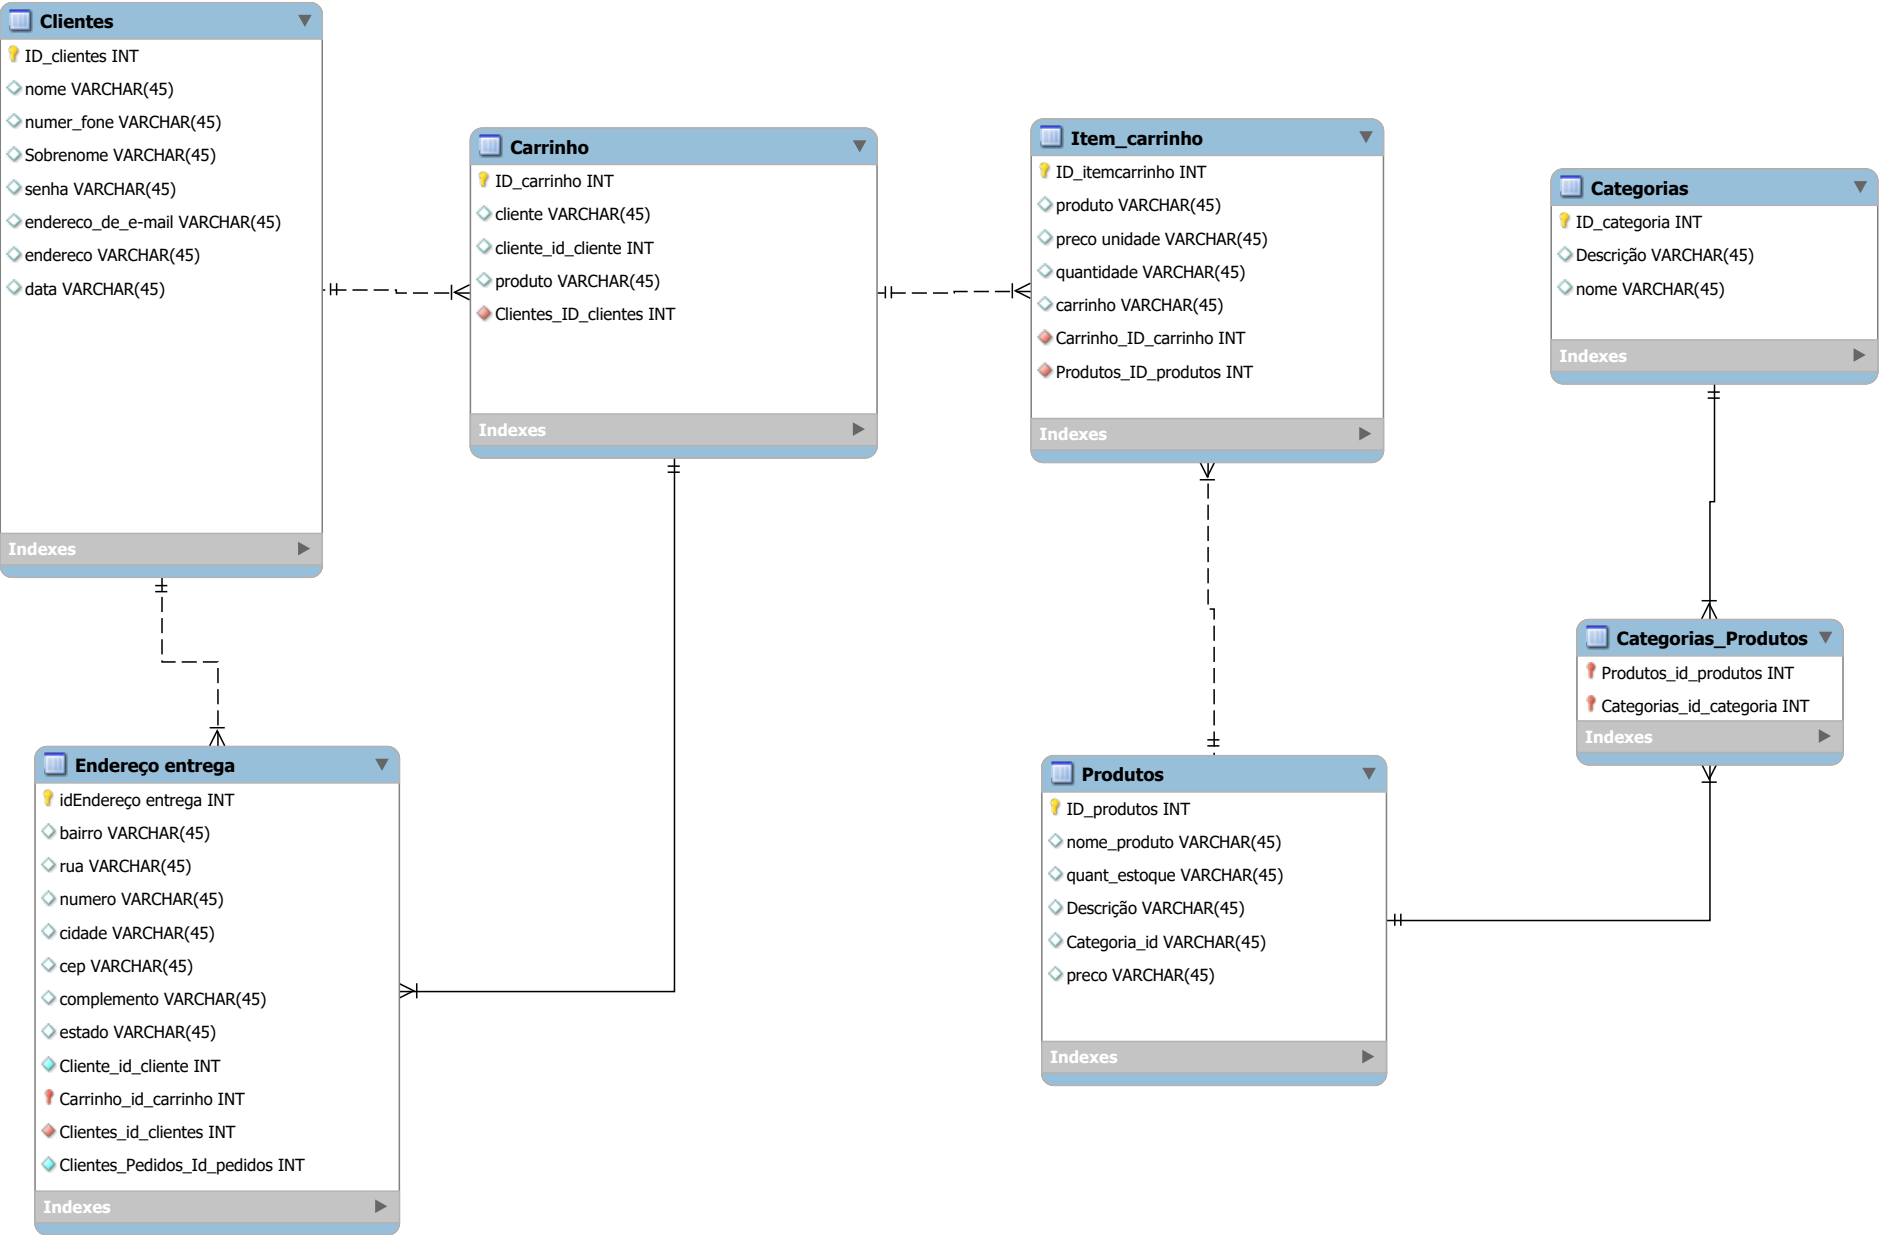 Clientes
ID_clientes INT
nome VARCHAR(45)
numer_fone VARCHAR(45)
Sobrenome VARCHAR(45)
senha VARCHAR(45)
endereco_de_e-mail VARCHAR(45)
endereco VARCHAR(45)
data VARCHAR(45)
Indexes
Carrinho
ID_carrinho INT
cliente VARCHAR(45)
cliente_id_cliente INT
produto VARCHAR(45)
Clientes_ID_clientes INT
Indexes
Item_carrinho
ID_itemcarrinho INT
produto VARCHAR(45)
preco unidade VARCHAR(45)
quantidade VARCHAR(45)
carrinho VARCHAR(45)
Carrinho_ID_carrinho INT
Produtos_ID_produtos INT
Indexes
Categorias
ID_categoria INT
Descrição VARCHAR(45)
nome VARCHAR(45)
Indexes
Categorias_Produtos
Produtos_id_produtos INT
Categorias_id_categoria INT
Indexes
Endereço entrega
idEndereço entrega INT
bairro VARCHAR(45)
rua VARCHAR(45)
numero VARCHAR(45)
cidade VARCHAR(45)
cep VARCHAR(45)
complemento VARCHAR(45)
estado VARCHAR(45)
Cliente_id_cliente INT
Carrinho_id_carrinho INT
Clientes_id_clientes INT
Clientes_Pedidos_Id_pedidos INT
Indexes
Produtos
ID_produtos INT
nome_produto VARCHAR(45)
quant_estoque VARCHAR(45)
Descrição VARCHAR(45)
Categoria_id VARCHAR(45)
preco VARCHAR(45)
Indexes